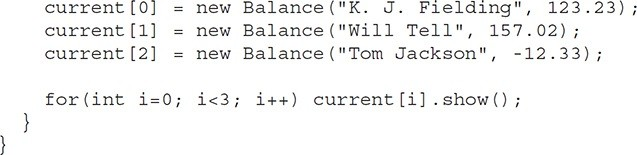 current[0] = new Balance("K. J. Fielding", 123.23);
current[1] = new Balance("Will Tell", 157.02);
current[2] = new Balance("Tom Jackson", -12.33);
for(int i=0; i<3; i++) current[i].show();
}
}